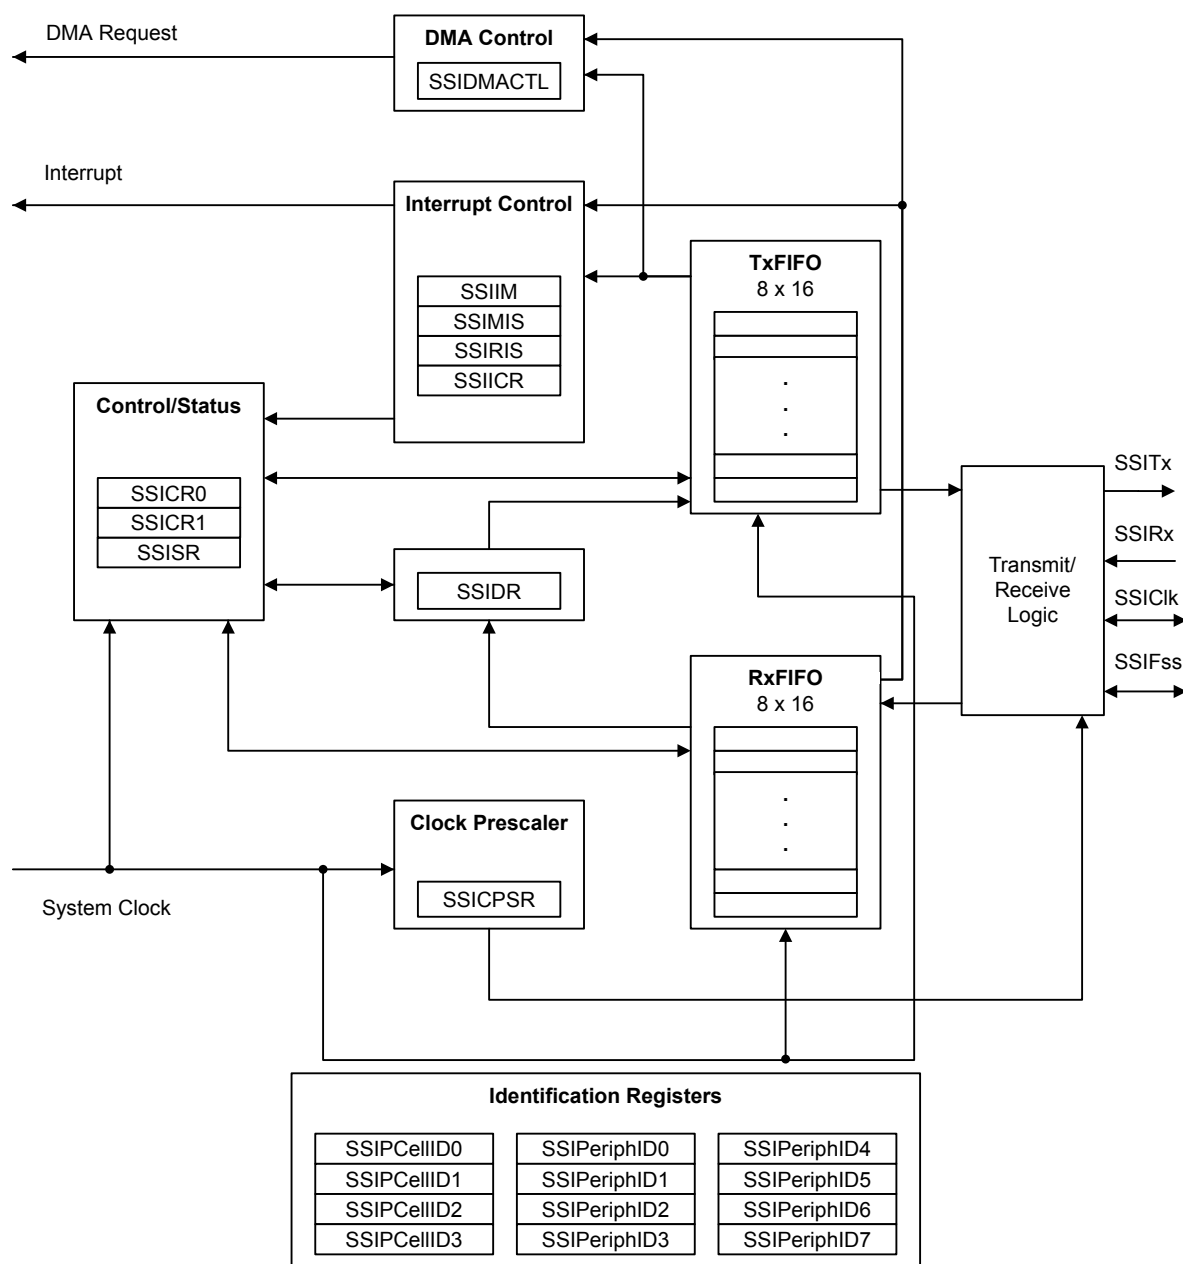 DMA Request
DMA Control
SSIDMACTL
Interrupt
Interrupt Control
SSIIM
SSIMIS
SSIRIS
SSIICR
TxFIFO
8 x 16
.
.
.
Control/Status
SSICR0
SSICR1
SSISR
SSIDR
Transmit/
Receive
Logic
SSITx
SSIRx
SSIClk
SSIFss
RxFIFO
8 x 16
.
.
.
Clock Prescaler
SSICPSR
System Clock
Identification Registers
SSIPCellID0
SSIPCellID1
SSIPCellID2
SSIPCellID3
SSIPeriphID0
SSIPeriphID1
SSIPeriphID2
SSIPeriphID3
SSIPeriphID4
SSIPeriphID5
SSIPeriphID6
SSIPeriphID7